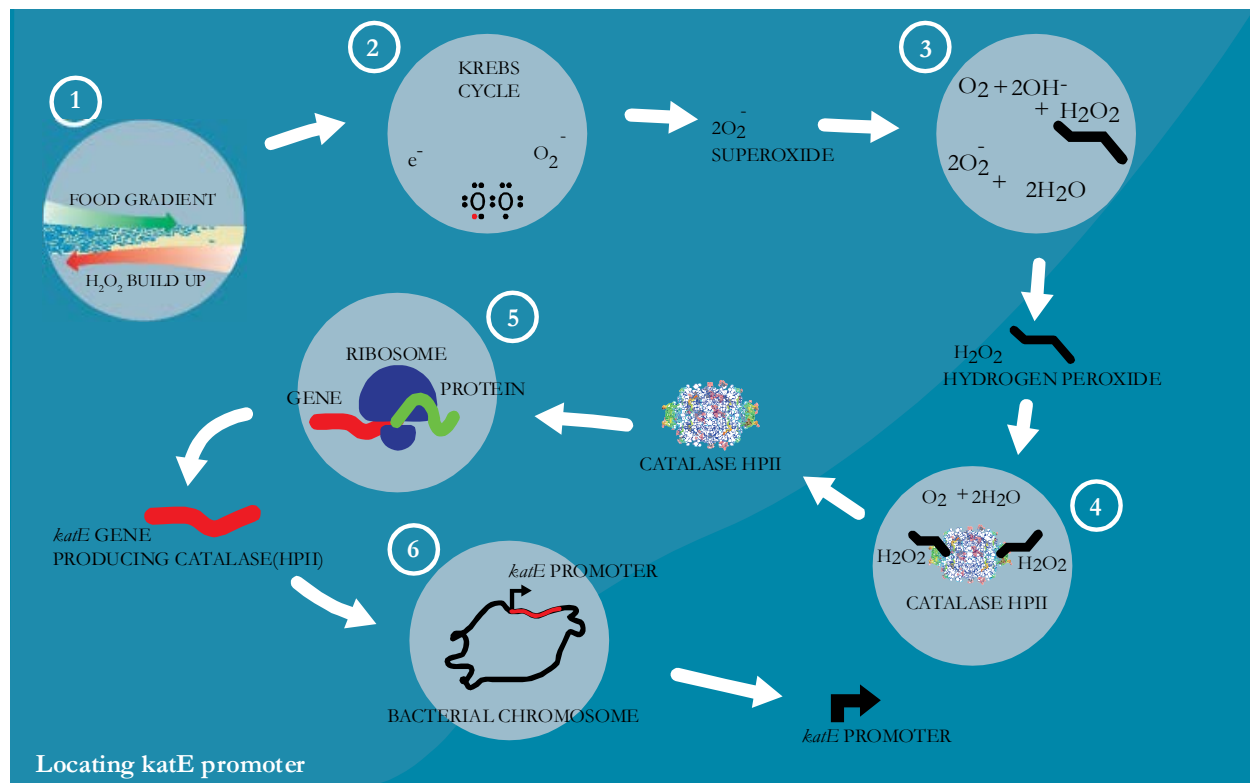 1
FOOD GRADIENT
H₂O₂ BUILD UP
2
KREBS
CYCLE
e⁻
O₂⁻
O O
2O₂⁻
SUPEROXIDE
3
O₂ + 2OH⁻
+ H2O2
2O₂⁻
+ 2H2O
H2O2
HYDROGEN PEROXIDE
4
O₂ + 2H2O
H2O2
H2O2
CATALASE HPII
CATALASE HPII
5
RIBOSOME
PROTEIN
GENE
katE GENE
PRODUCING CATALASE(HPII)
6
katE PROMOTER
BACTERIAL CHROMOSOME
katE PROMOTER
Locating katE promoter